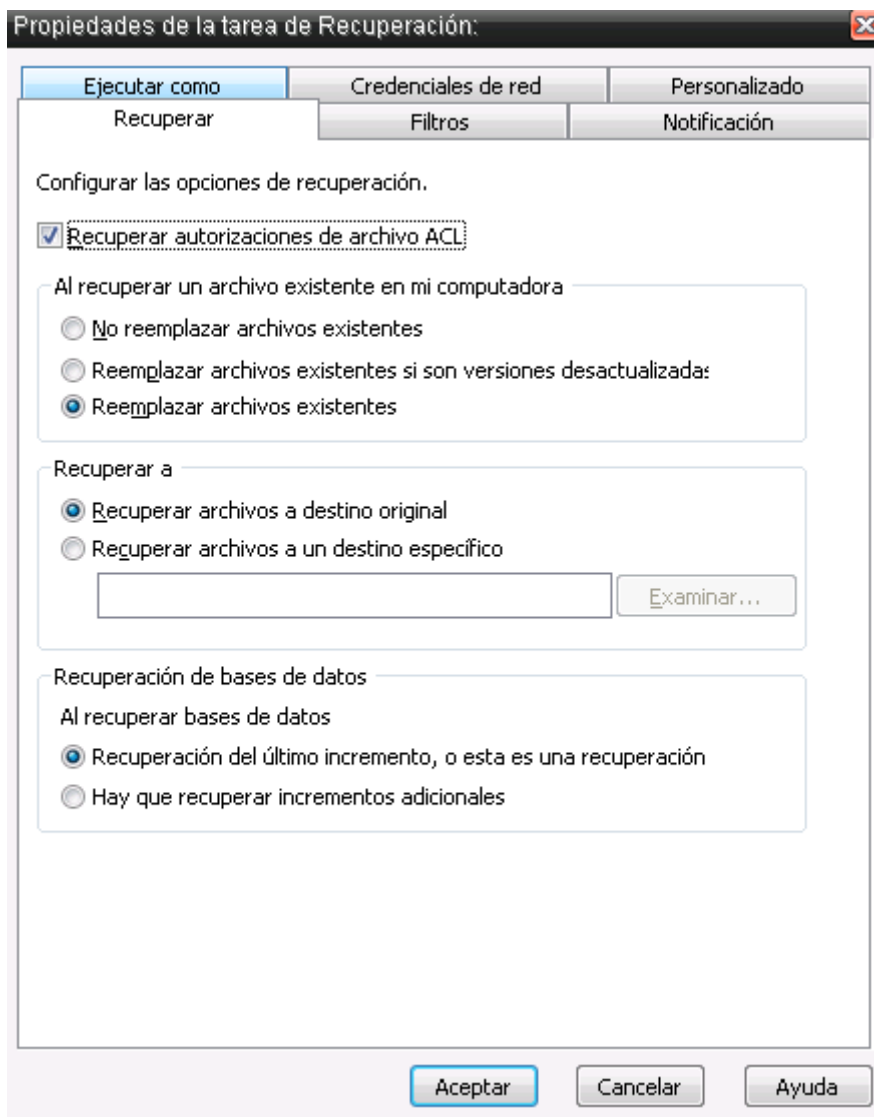 Propiedades de la tarea de Recuperación:
Ejecutar como
Credenciales de red
Personalizado
Recuperar
Filtros
Notificación
Configurar las opciones de recuperación.
Recuperar autorizaciones de archivo ACL
Al recuperar un archivo existente en mi computadora
No reemplazar archivos existentes
Reemplazar archivos existentes si son versiones desactualizadas
Reemplazar archivos existentes
Recuperar a
Recuperar archivos a destino original
Recuperar archivos a un destino específico
Examinar...
Recuperación de bases de datos
Al recuperar bases de datos
Recuperación del último incremento, o esta es una recuperación
Hay que recuperar incrementos adicionales
Aceptar
Cancelar
Ayuda